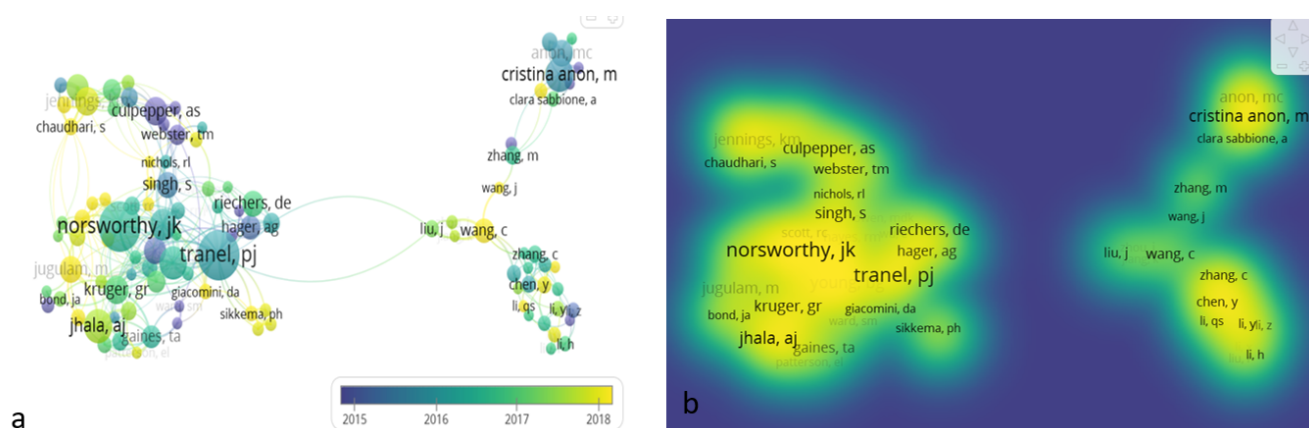 anon, mc
cristina anon, m
clara sabbione, a
jennings,
culpepper, as
chaudhari, s
webster, tm
nichols, rl
singh, s
zhang, m
wang, j
riechers, de
norsworthy, jk
hager, ag
liu, j
wang, c
tranel, pj
zhang, c
jugulam, m
kruger, gr
giacomini, da
chen, y
bond, ja
ward, sm
li, qs
li, y
li, z
sikkema, ph
jhala, aj
gaines, ta
li, h
patterson, el
a
2015
2016
2017
2018
anon, mc
cristina anon, m
clara sabbione, a
jennings, km
culpepper, as
chaudhari, s
webster, tm
zhang, m
nichols, rl
singh, s
wang, j
scott, rc
riechers, de
norsworthy, jk
hager, ag
liu, j
wang, c
tranel, pj
zhang, c
jugulam, m
kruger, gr
giacomini, da
chen, y
bond, ja
ward, sm
li, qs
li, y
li, z
sikkema, ph
jhala, aj
gaines, ta
li, h
patterson, el
b